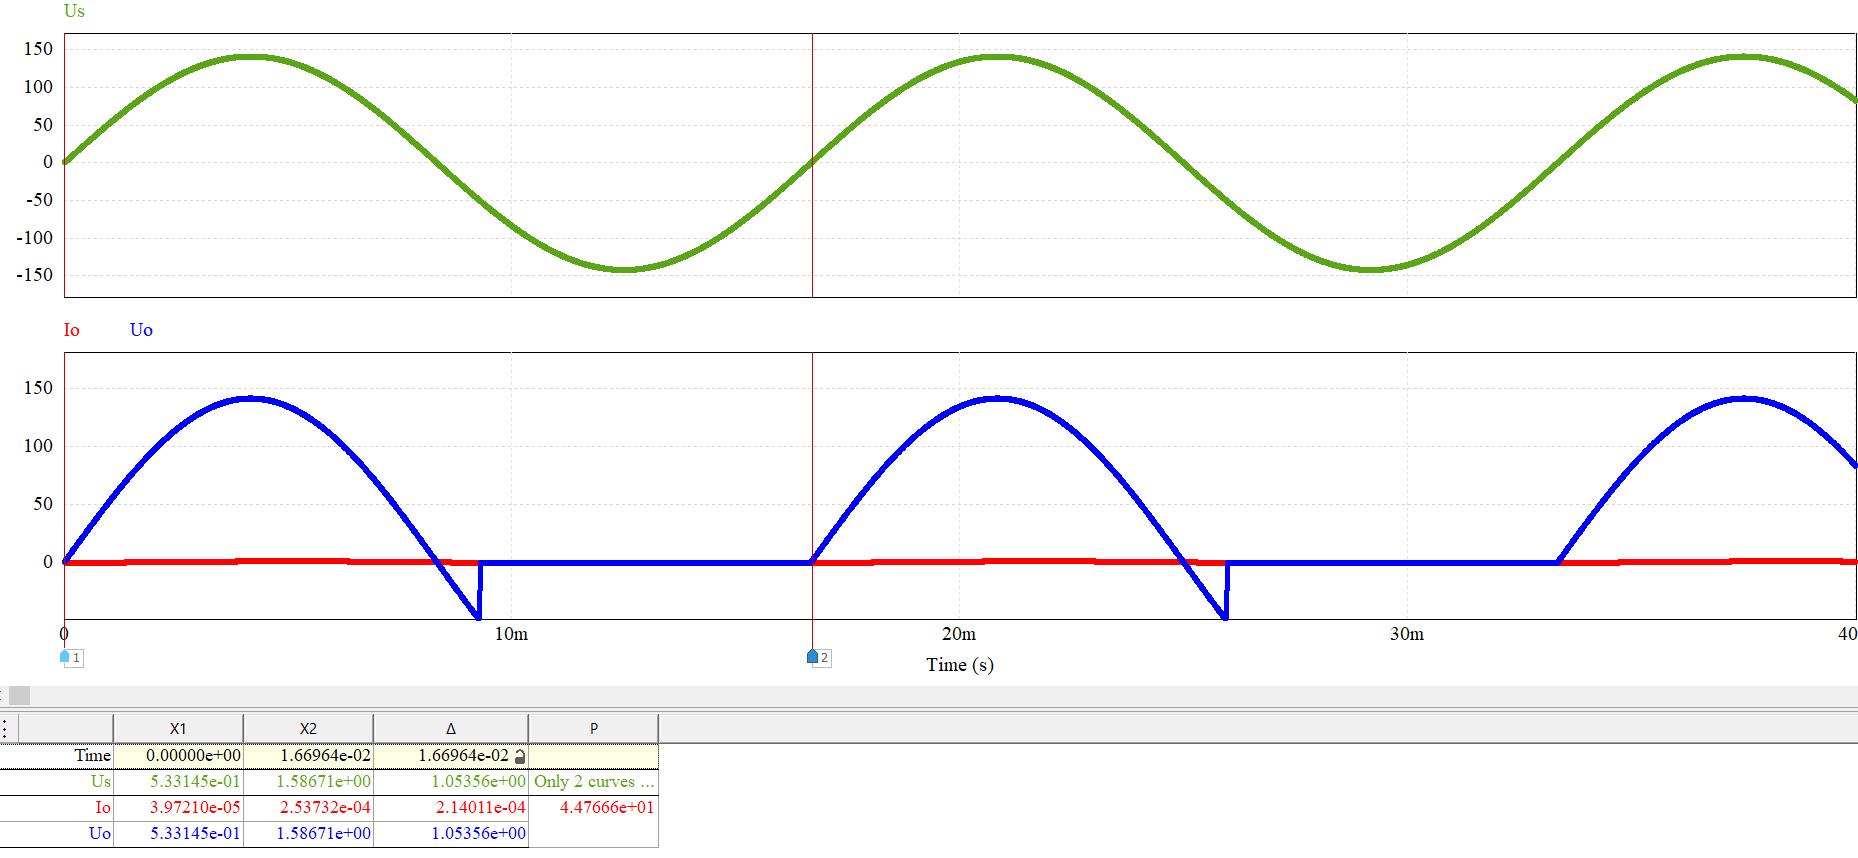 Us
150
100
50
0
-50
-100
-150
Io Uo
150
100
50
0
0 10m 20m 30m 40
1 2
Time (s)
X1 X2 Δ P
Time 0.00000e+00 1.66964e-02 1.66964e-02
Us 5.33145e-01 1.58671e+00 1.05356e+00 Only 2 curves ...
Io 3.97210e-05 2.53732e-04 2.14011e-04 4.47666e+01
Uo 5.33145e-01 1.58671e+00 1.05356e+00